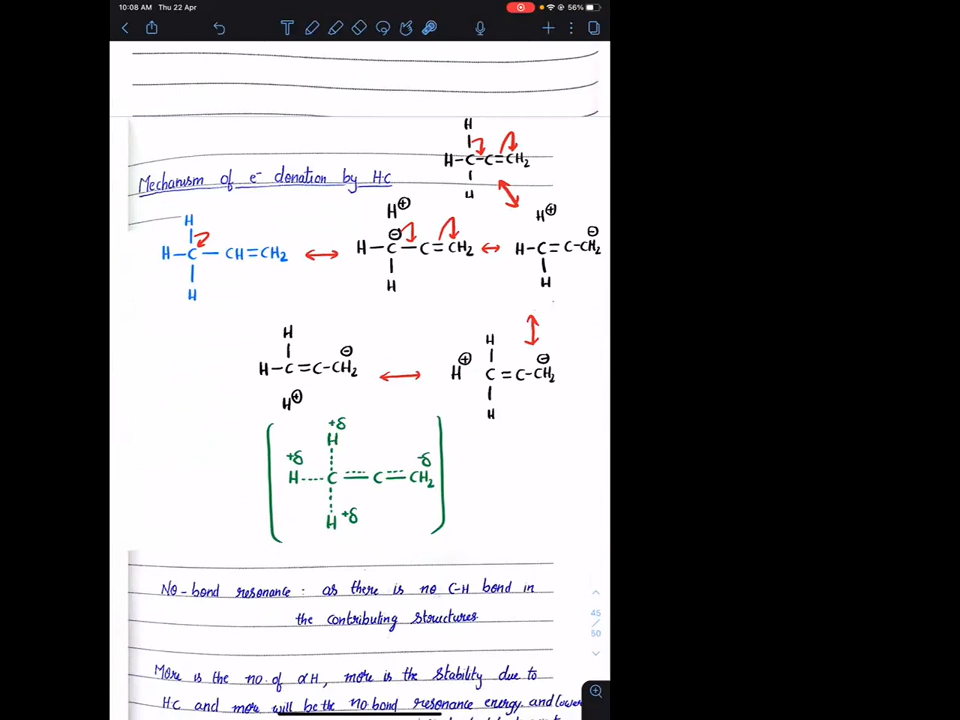 10:08 AM Thu 22 Apr
56%
H
H-C-C=CH₂
H
Mechanism of e⁻ donation by H·C
H
H-C-CH=CH₂
H
H⊕
⊖
H-C-C=CH₂
H
H⊕
⊖
H-C=C-CH₂
H
H
⊖
H-C=C-CH₂
H⊕
H
⊕ ⊖
H C=C-CH₂
H
+δ
H
+δ -δ
H----C C CH₂
H +δ
No-bond resonance : as there is no C-H bond in
the contributing structures.
45
/
50
More is the no. of αH, more is the stability due to
H·C and more will be the no bond resonance energy and lower